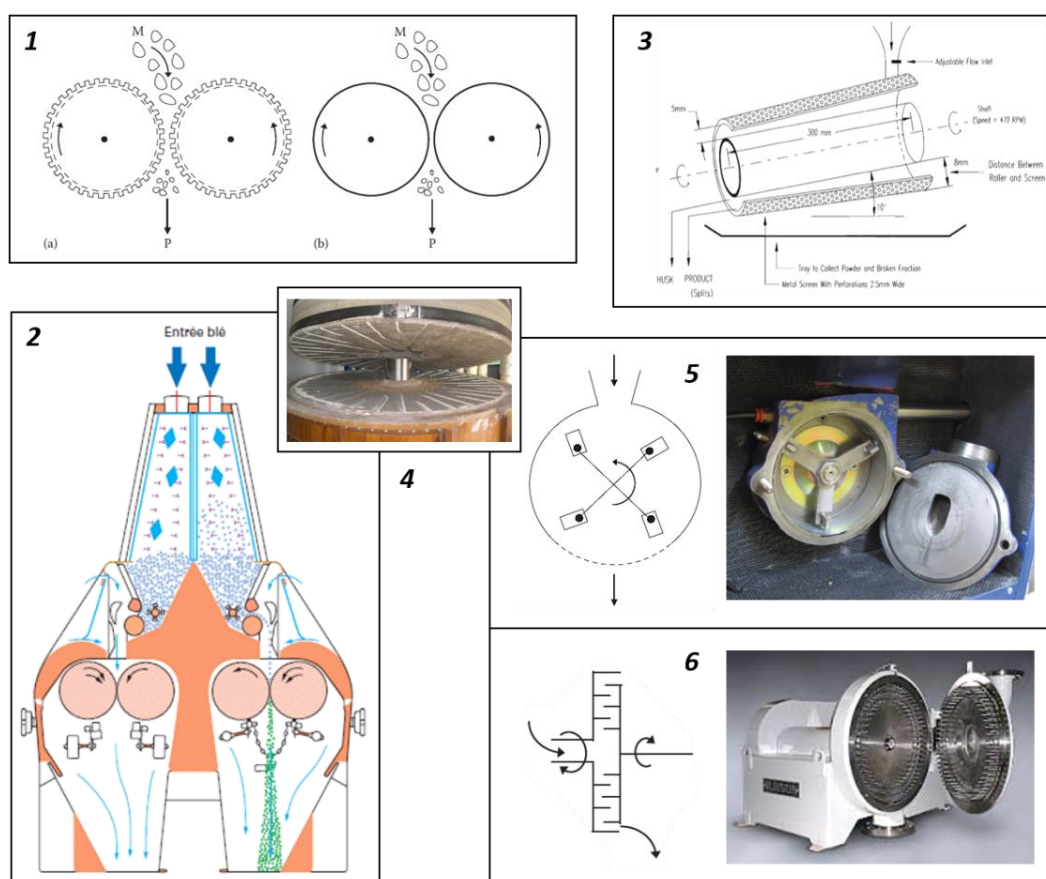 1
M
M
(a)
P
(b)
P
3
Adjustable Flow inlet
5mm
300 mm
Shaft
(Speed = 470 RPM)
8mm
Distance Between
Roller and Screen
10°
Tray to Collect Powder and Broken Fraction
HUSK
PRODUCT
(Splits)
Metal Screen With Perforations 2.5mm Wide
2
Entrée blé
4
5
6